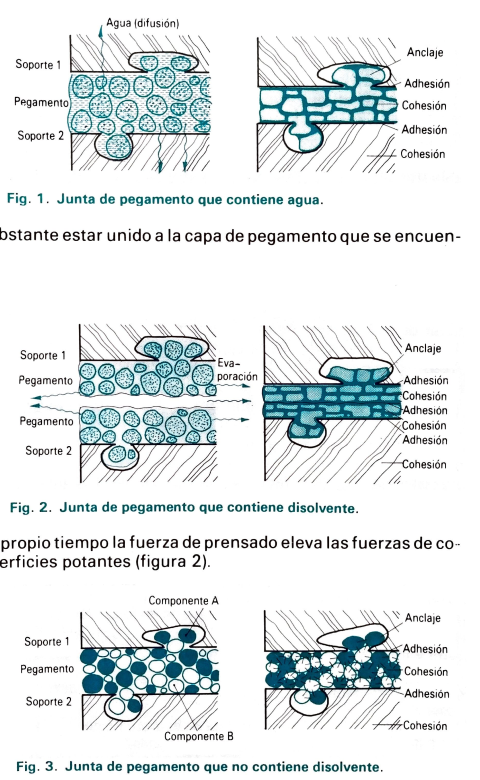 Agua (difusión)
Soporte 1
Pegamento
Soporte 2
Anclaje
Adhesión
Cohesión
Adhesión
Cohesión
Fig. 1. Junta de pegamento que contiene agua.
bstante estar unido a la capa de pegamento que se encuen-
Soporte 1
Pegamento
Eva-
poración
Pegamento
Soporte 2
Anclaje
Adhesión
Cohesión
Adhesión
Cohesión
Adhesión
Cohesión
Fig. 2. Junta de pegamento que contiene disolvente.
propio tiempo la fuerza de prensado eleva las fuerzas de co-
erficies potantes (figura 2).
Componente A
Soporte 1
Pegamento
Soporte 2
Componente B
Anclaje
Adhesión
Cohesión
Adhesión
Cohesión
Fig. 3. Junta de pegamento que no contiene disolvente.